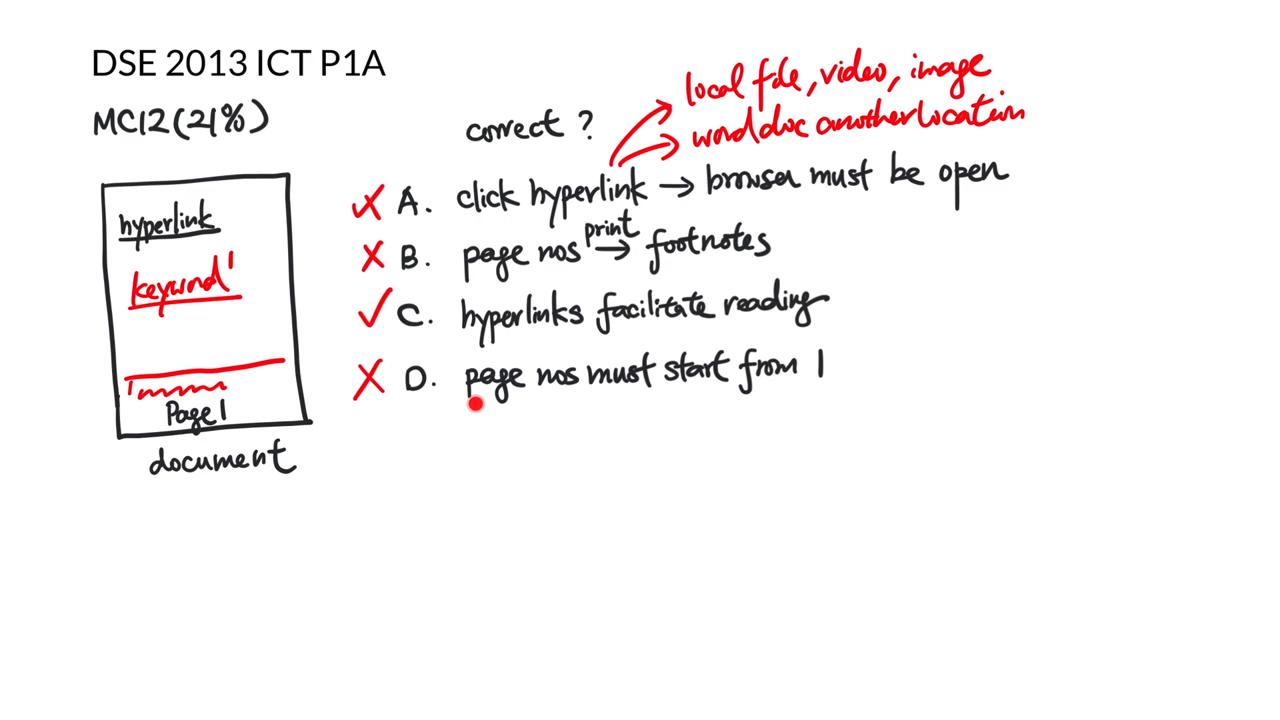 DSE 2013 ICT P1A
MC12 (21%)
correct ?
local file, video, image
word doc another location
hyperlink
keyword¹
Page 1
document
A. click hyperlink → browser must be open
B. page nos print → footnotes
C. hyperlinks facilitate reading
D. page nos must start from 1